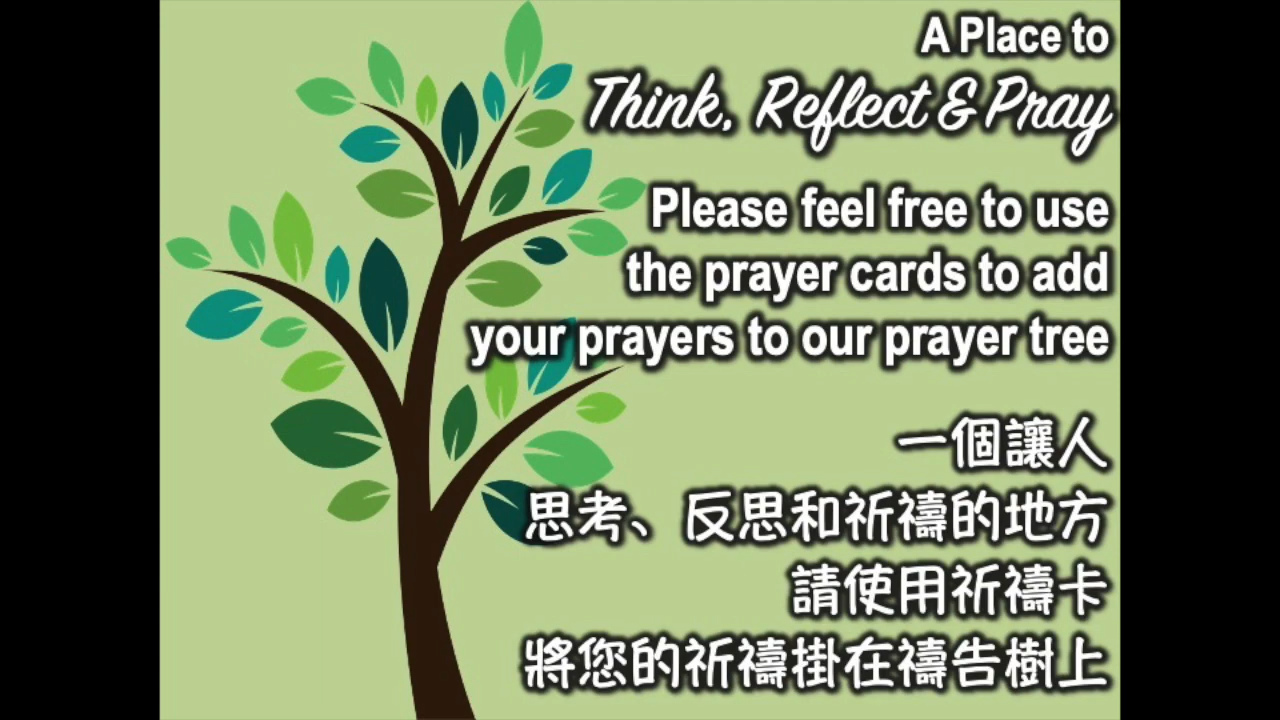 A Place to
Think, Reflect & Pray
Please feel free to use
the prayer cards to add
your prayers to our prayer tree
一個讓人
思考、反思和祈禱的地方
請使用祈禱卡
將您的祈禱掛在禱告樹上